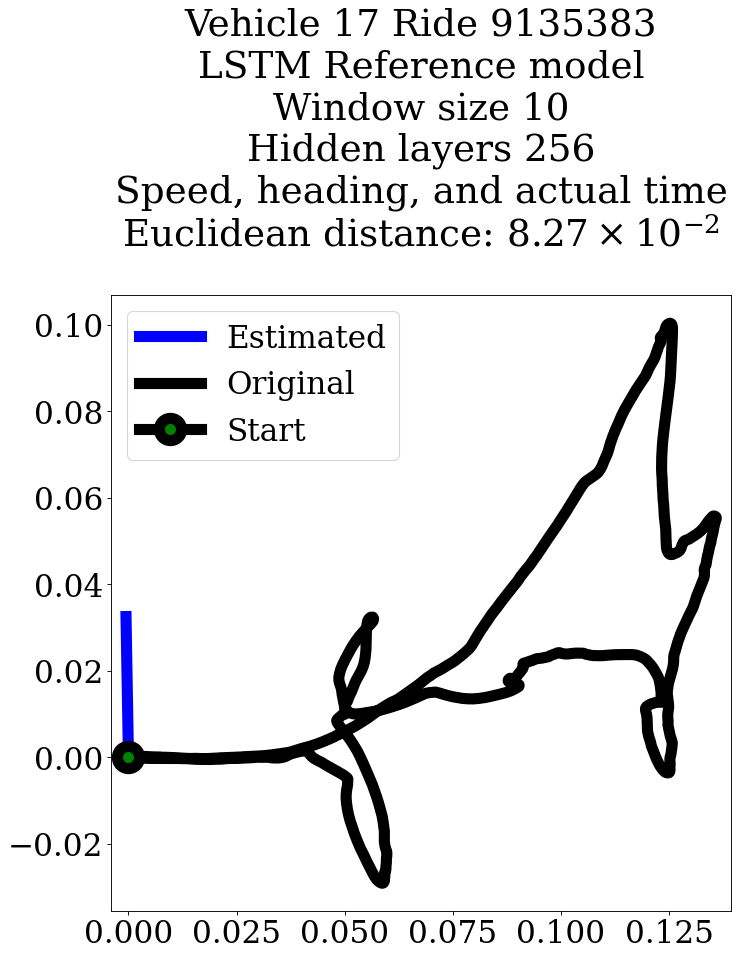 Vehicle 17 Ride 9135383
LSTM Reference model
Window size 10
Hidden layers 256
Speed, heading, and actual time
Euclidean distance: 8.27 × 10⁻²
Estimated
Original
Start
0.10
0.08
0.06
0.04
0.02
0.00
−0.02
0.000 0.025 0.050 0.075 0.100 0.125